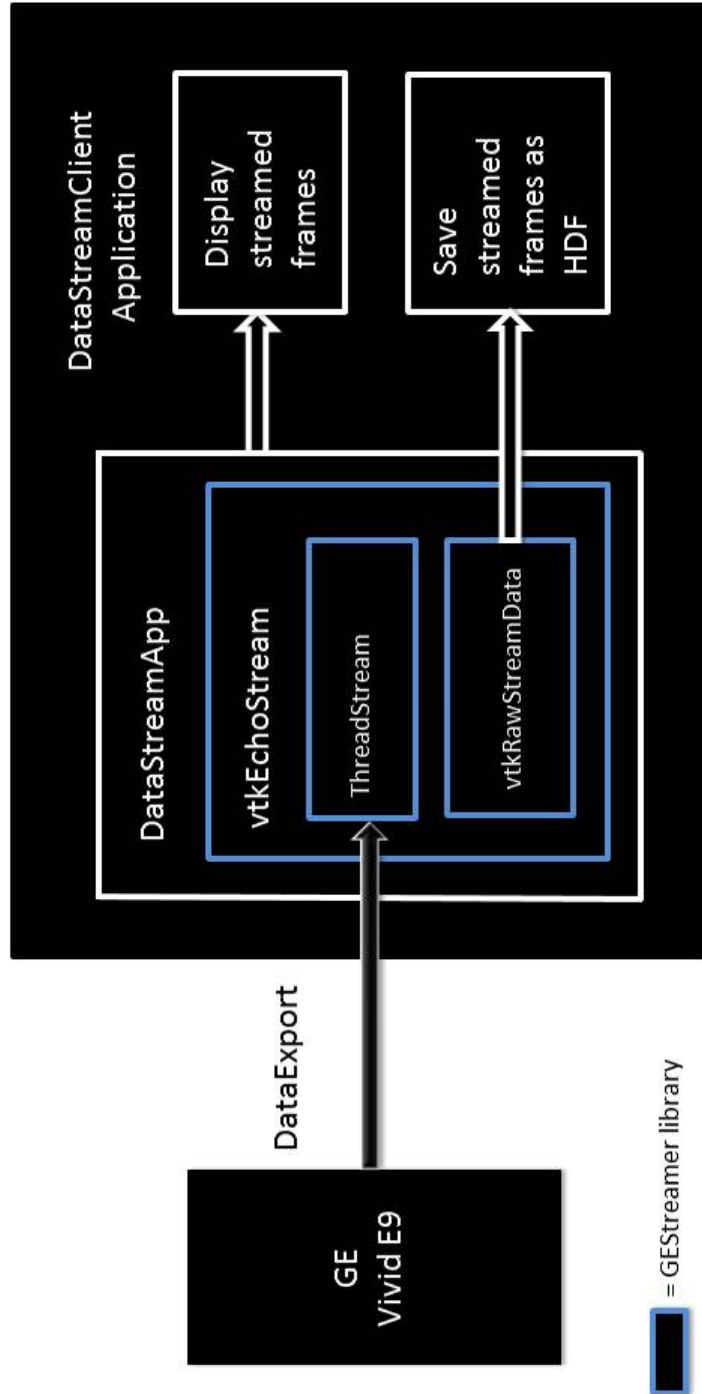 DataStreamClient
Application
DataStreamApp
vtkEchoStream
ThreadStream
vtkRawStreamData
Display
streamed
frames
Save
streamed
frames as
HDF
DataExport
GE
Vivid E9
= GEStreamer library